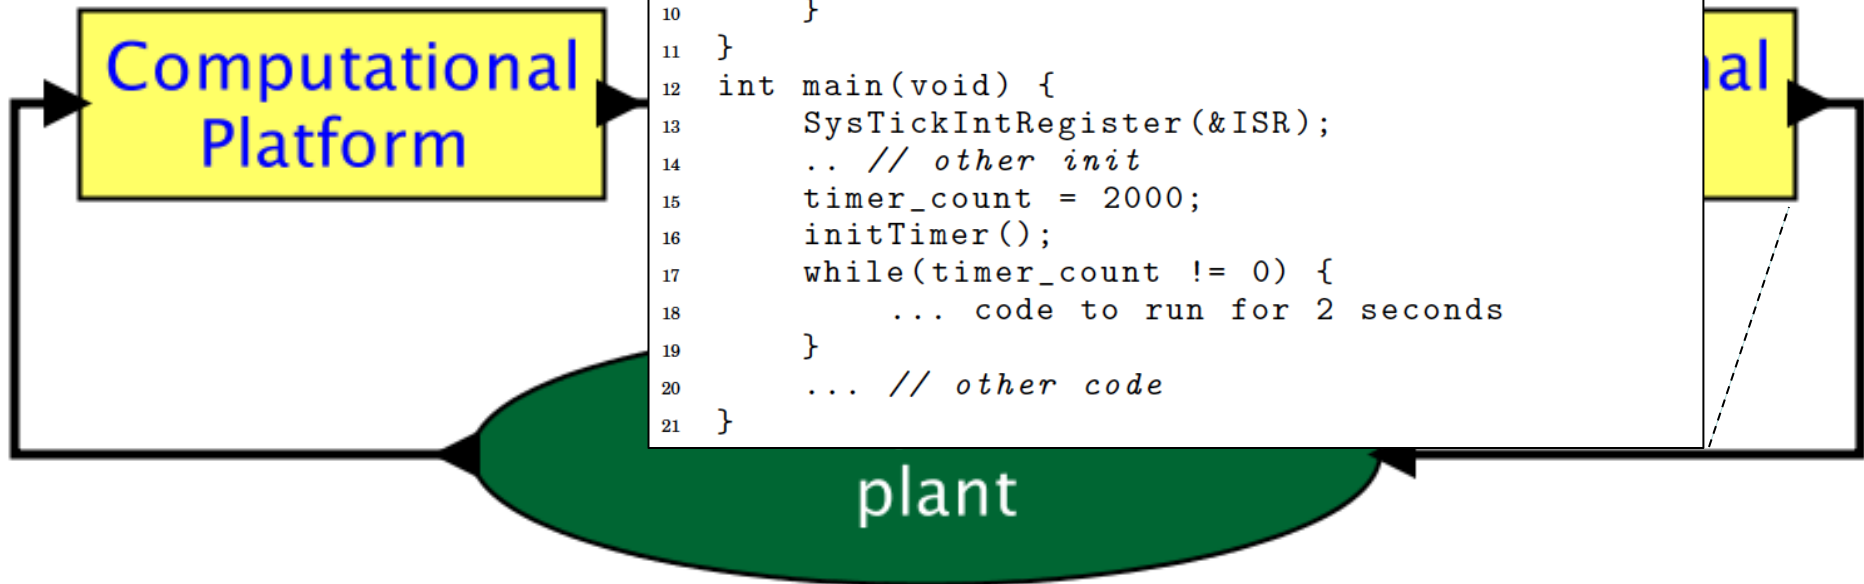 Computational
Platform
10 }
11 }
12 int main(void) {
13 SysTickIntRegister(&ISR);
14 .. // other init
15 timer_count = 2000;
16 initTimer();
17 while(timer_count != 0) {
18 ... code to run for 2 seconds
19 }
20 ... // other code
21 }
nal
plant